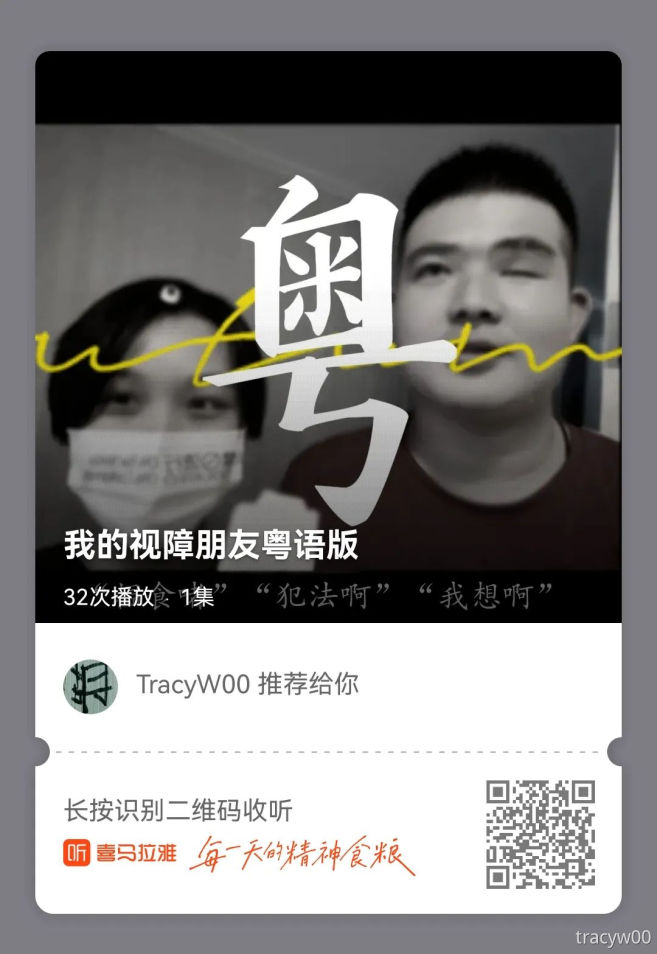 粤
我的视障朋友粤语版
32次播放 · 1集
“犯法啊” “我想啊”
TracyW00 推荐给你
长按识别二维码收听
听 喜马拉雅 每一天的精神食粮
tracyw00